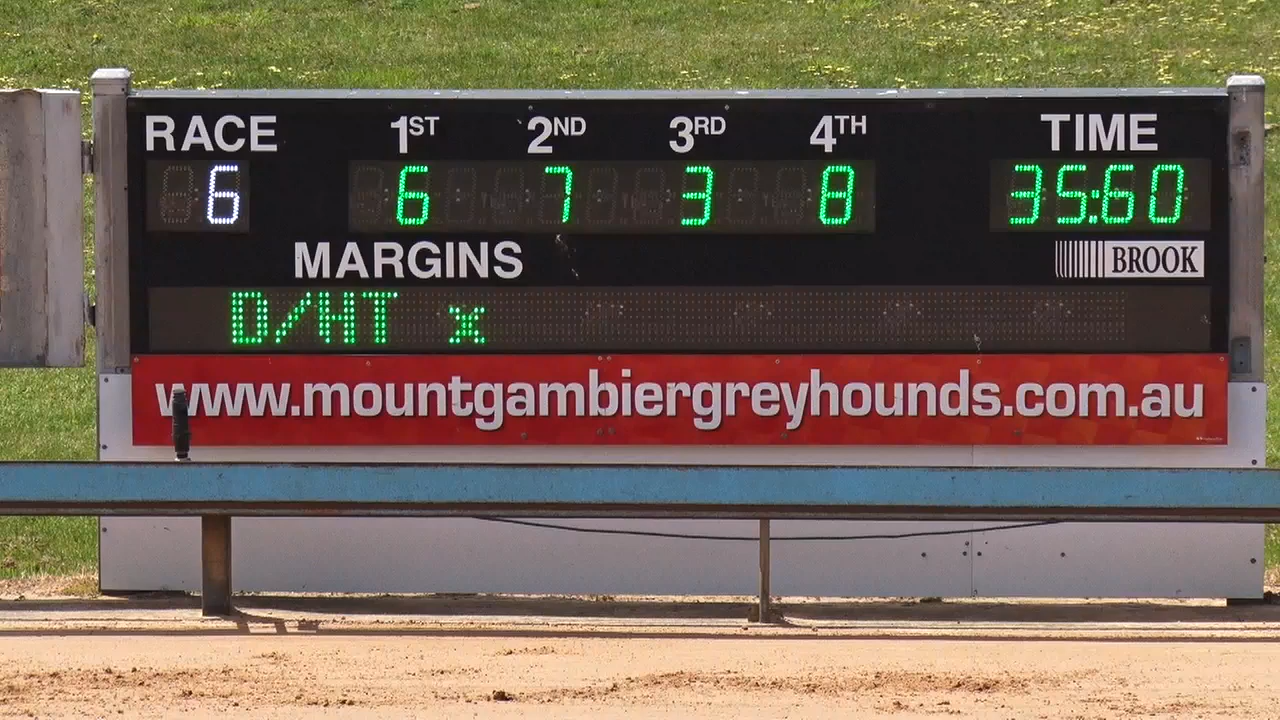 RACE 1ST 2ND 3RD 4TH TIME
6 6 7 3 8 35:60
MARGINS
BROOK
D/HT x
www.mountgambiergreyhounds.com.au